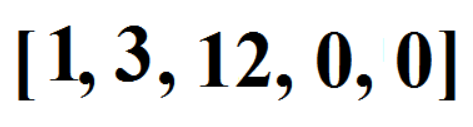 [1, 3, 12, 0, 0]